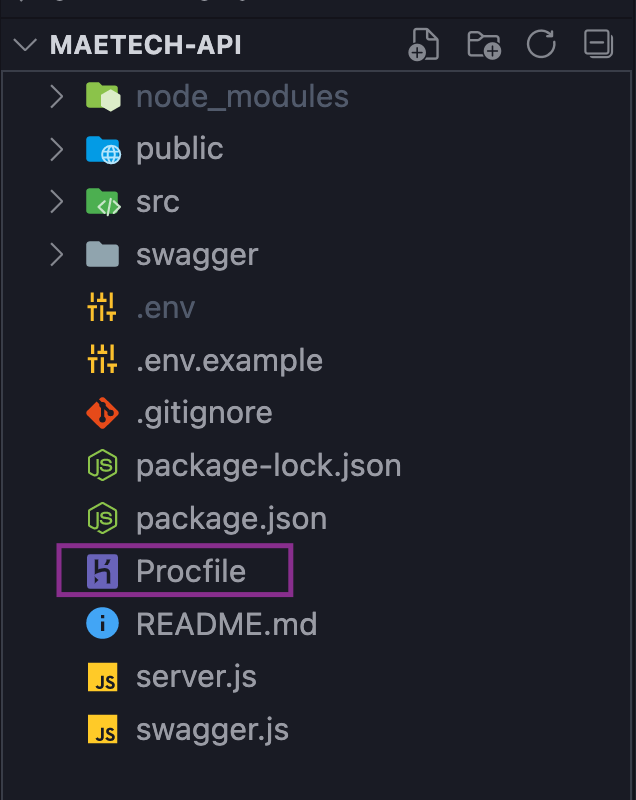 MAETECH-API
node_modules
public
src
swagger
.env
.env.example
.gitignore
package-lock.json
package.json
Procfile
README.md
server.js
swagger.js